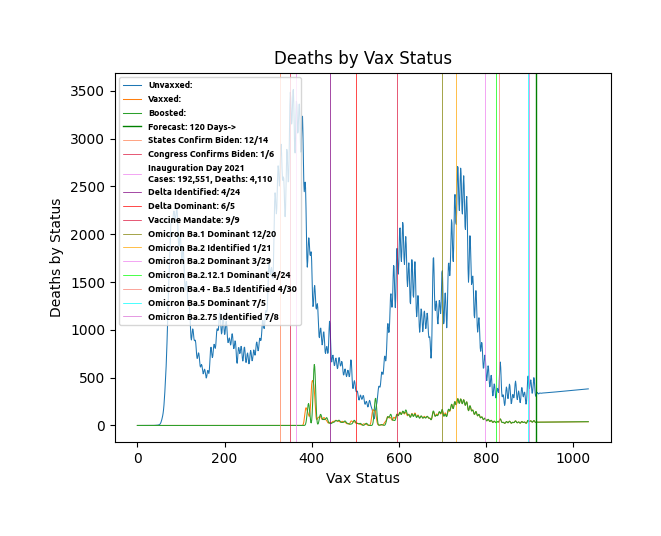 Deaths by Vax Status
Deaths by Status
3500
3000
2500
2000
1500
1000
500
0
Unvaxxed:
Vaxxed:
Boosted:
Forecast: 120 Days->
States Confirm Biden: 12/14
Congress Confirms Biden: 1/6
Inauguration Day 2021
Cases: 192,551, Deaths: 4,110
Delta Identified: 4/24
Delta Dominant: 6/5
Vaccine Mandate: 9/9
Omicron Ba.1 Dominant 12/20
Omicron Ba.2 Identified 1/21
Omicron Ba.2 Dominant 3/29
Omicron Ba.2.12.1 Dominant 4/24
Omicron Ba.4 - Ba.5 Identified 4/30
Omicron Ba.5 Dominant 7/5
Omicron Ba.2.75 Identified 7/8
0 200 400 600 800 1000
Vax Status